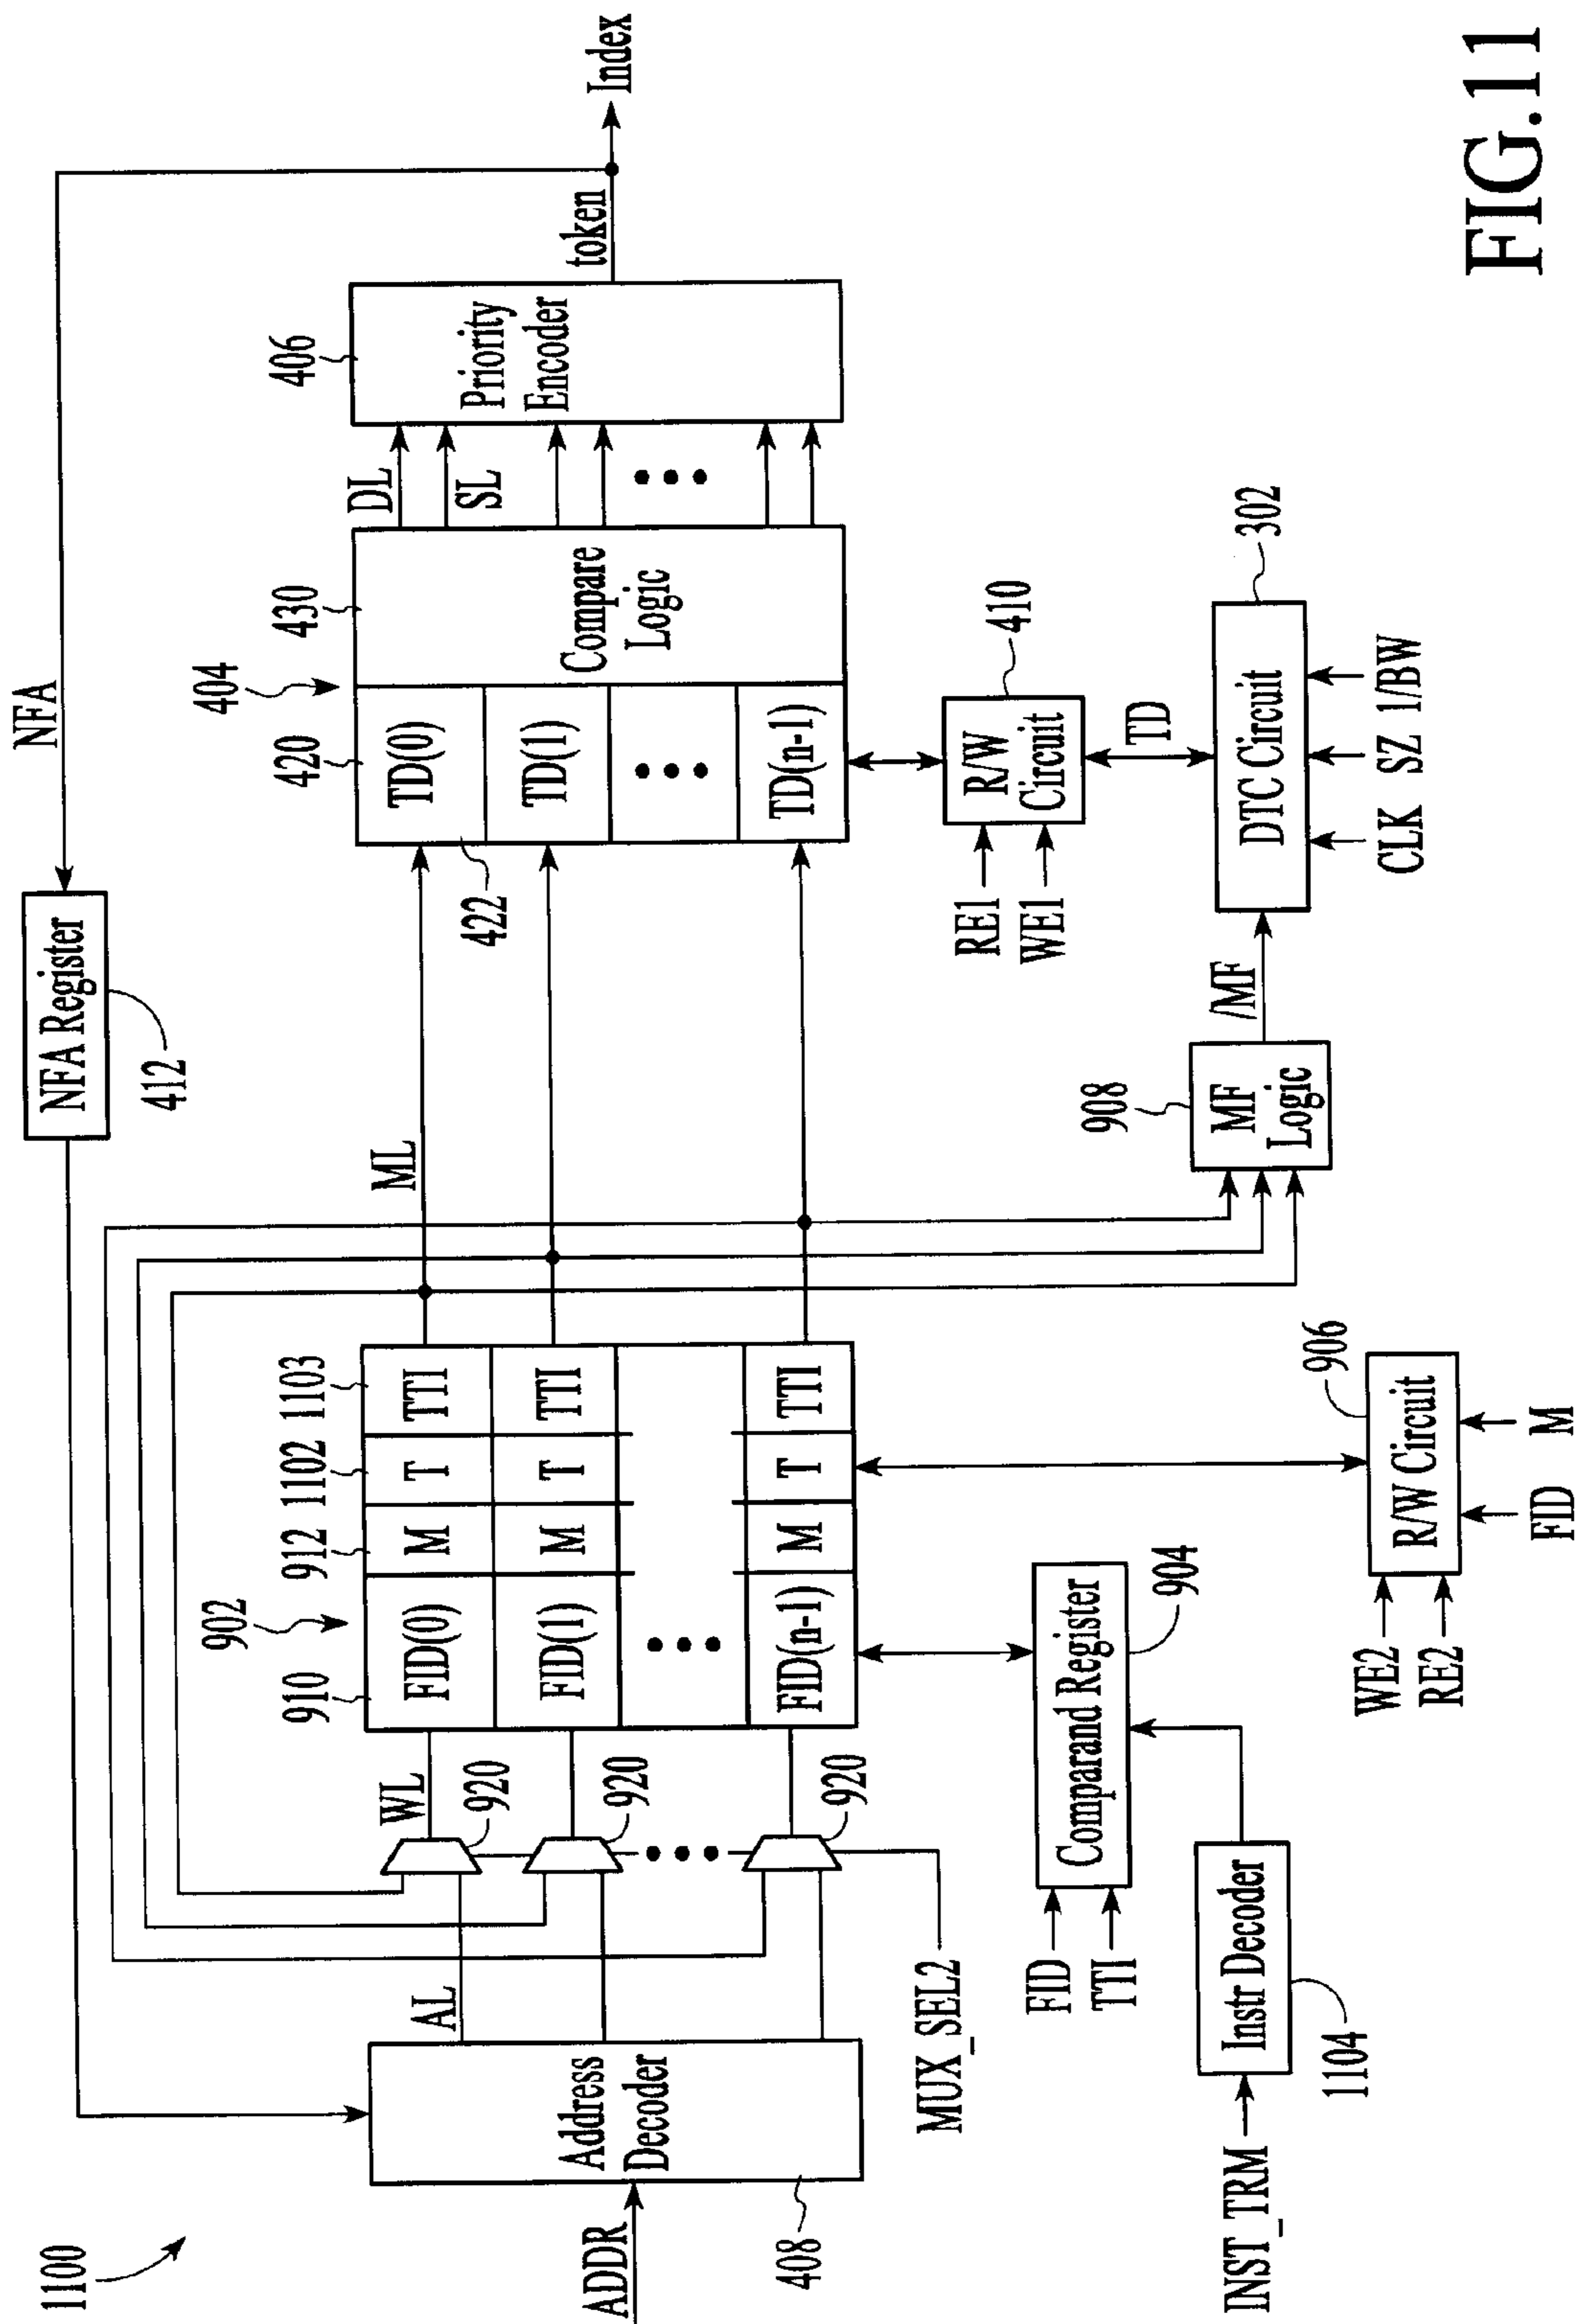 1100
NFA
NFA Register
412
ADDR
Address
Decoder
408
AL
WL
920
920
920
MUX_SEL2
902
910
912
1102
1103
FID(0)
M
T
TTI
FID(1)
M
T
TTI
FID(n-1)
M
T
TTI
ML
404
420
430
TD(0)
TD(1)
TD(n-1)
422
Compare
Logic
DL
SL
406
Priority
Encoder
token
Index
RE1
WE1
R/W
Circuit
410
TD
908
MF
Logic
/MF
DTC Circuit
302
CLK
SZ
1/BW
FID
TTI
Comparand Register
904
INST_TRM
Instr Decoder
1104
WE2
RE2
R/W Circuit
906
FID
M
FIG.11